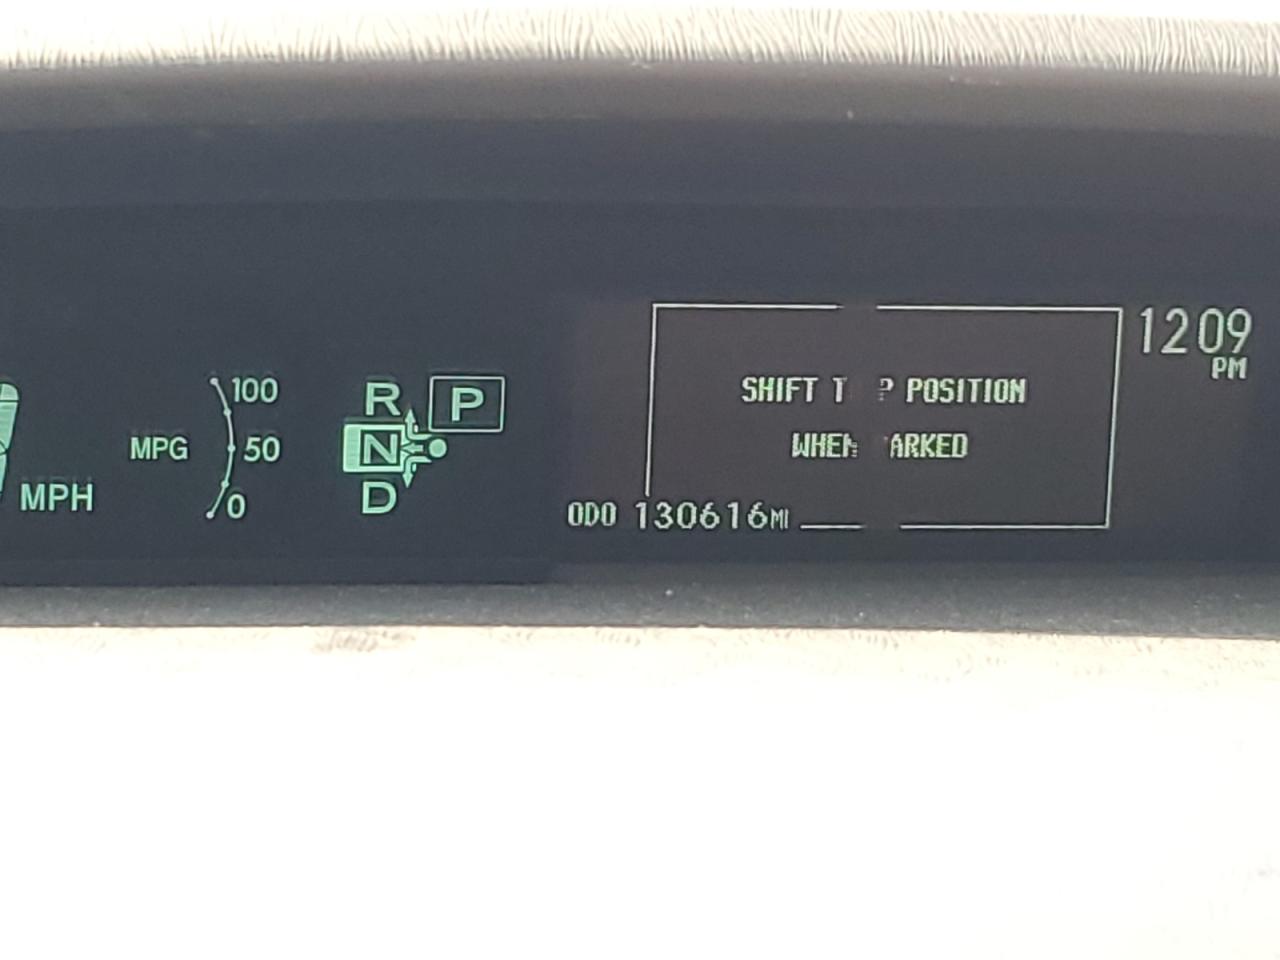 1209
PM
100
R P
SHIFT T P POSITION
MPG 50
N
WHEN ARKED
MPH
0
D
ODO 130616MI